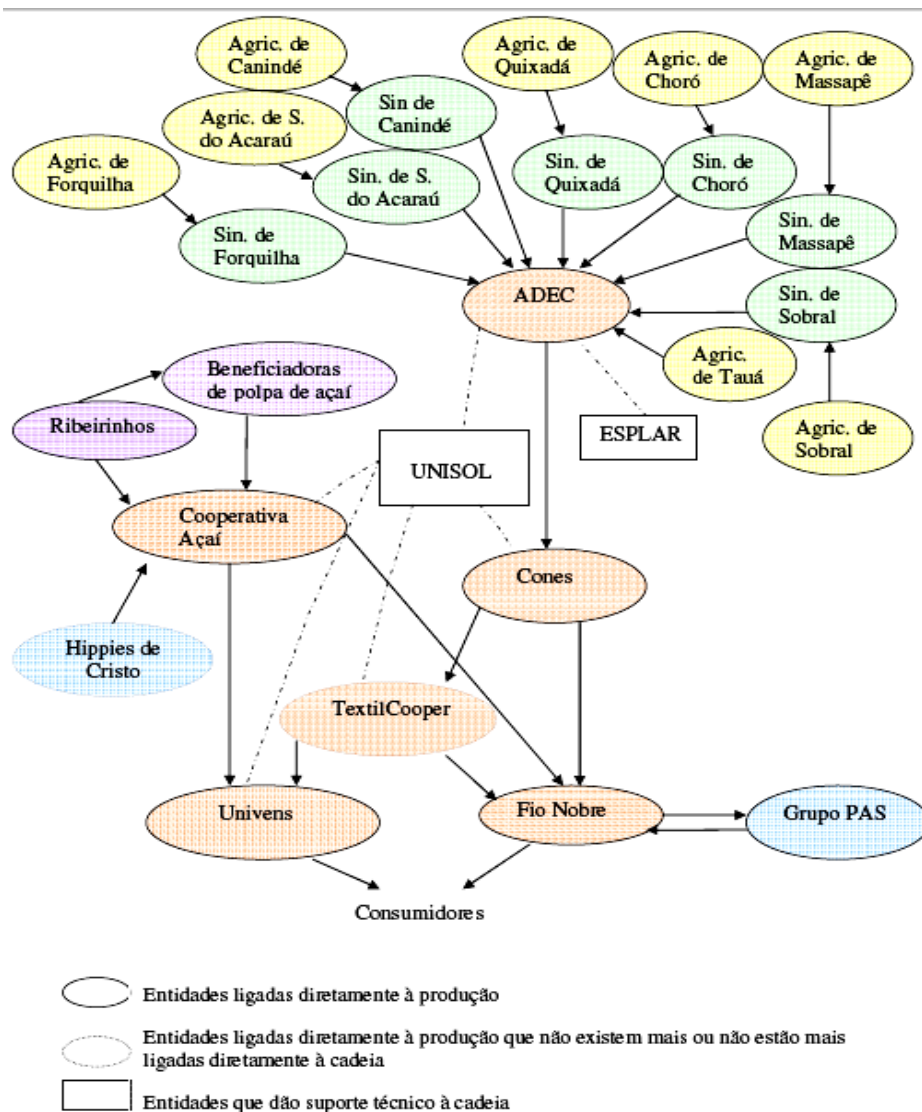 Agric. de
Canindé
Agric. de
Quixadá
Agric. de
Choró
Agric. de
Massapê
Agric. de S.
do Acaraú
Sin de
Canindé
Agric. de
Forquilha
Sin. de S.
do Acaraú
Sin. de
Quixadá
Sin. de
Choró
Sin. de
Forquilha
Sin. de
Massapê
ADEC
Sin. de
Sobral
Agric.
de Tauá
Beneficiadoras
de polpa de açaí
Ribeirinhos
Agric. de
Sobral
ESPLAR
UNISOL
Cooperativa
Açaí
Cones
Hippies de
Cristo
TextilCooper
Univens
Fio Nobre
Grupo PAS
Consumidores
Entidades ligadas diretamente à produção
Entidades ligadas diretamente à produção que não existem mais ou não estão mais
ligadas diretamente à cadeia
Entidades que dão suporte técnico à cadeia